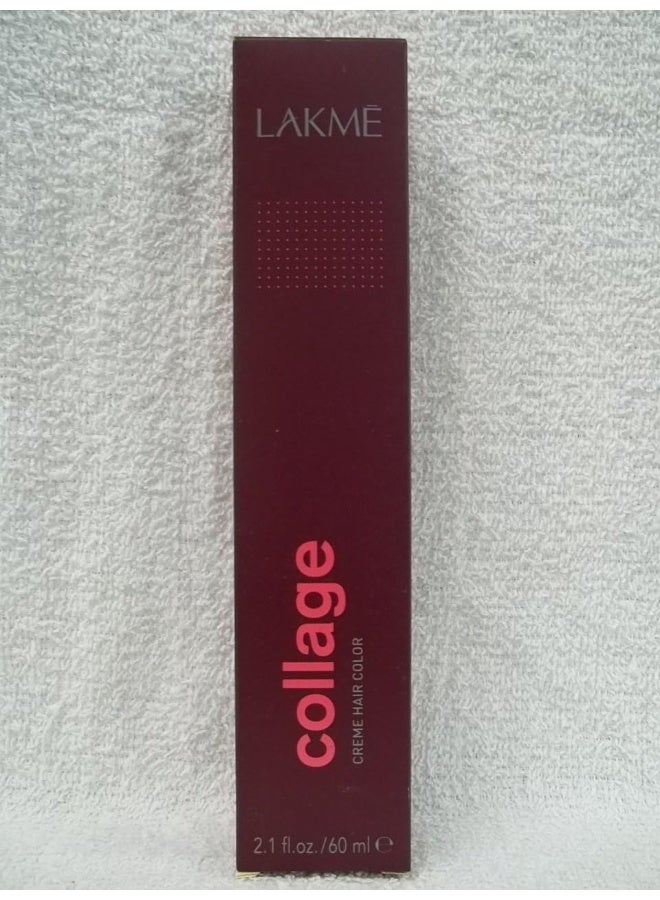 LAKMĒ
collage
CREME HAIR COLOR
2.1 fl.oz./60 ml ℮